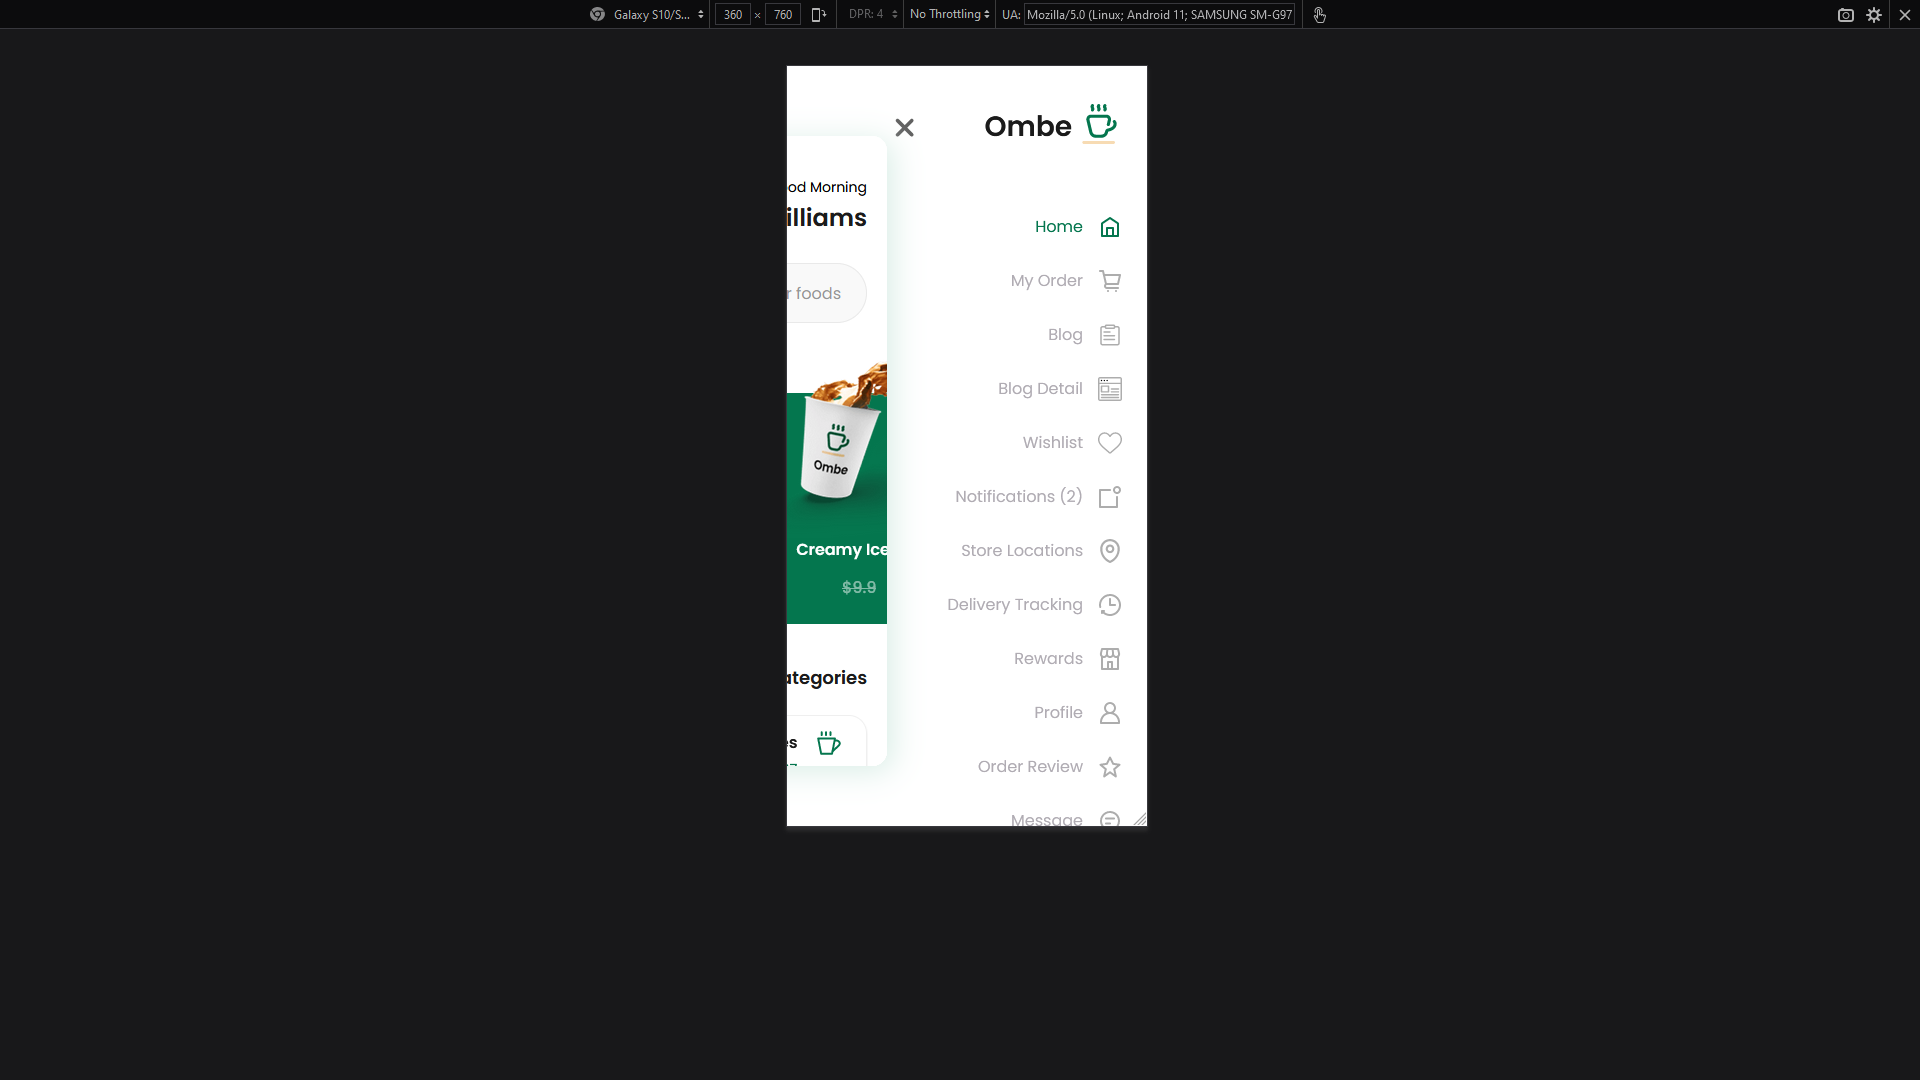 Galaxy S10/S... 360 × 760 DPR: 4 No Throttling UA: Mozilla/5.0 (Linux; Android 11; SAMSUNG SM-G97
Ombe
ood Morning
illiams
r foods
Ombe
Creamy Ice
$9.9
ategories
es
Home
My Order
Blog
Blog Detail
Wishlist
Notifications (2)
Store Locations
Delivery Tracking
Rewards
Profile
Order Review
Message